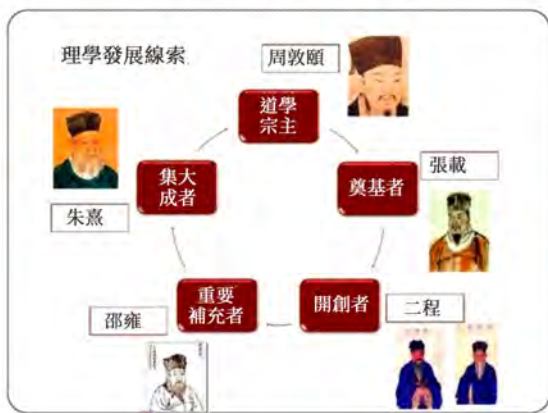 理學發展線索
周敦頤
道學
宗主
張載
奠基者
二程
開創者
重要
補充者
邵雍
集大
成者
朱熹